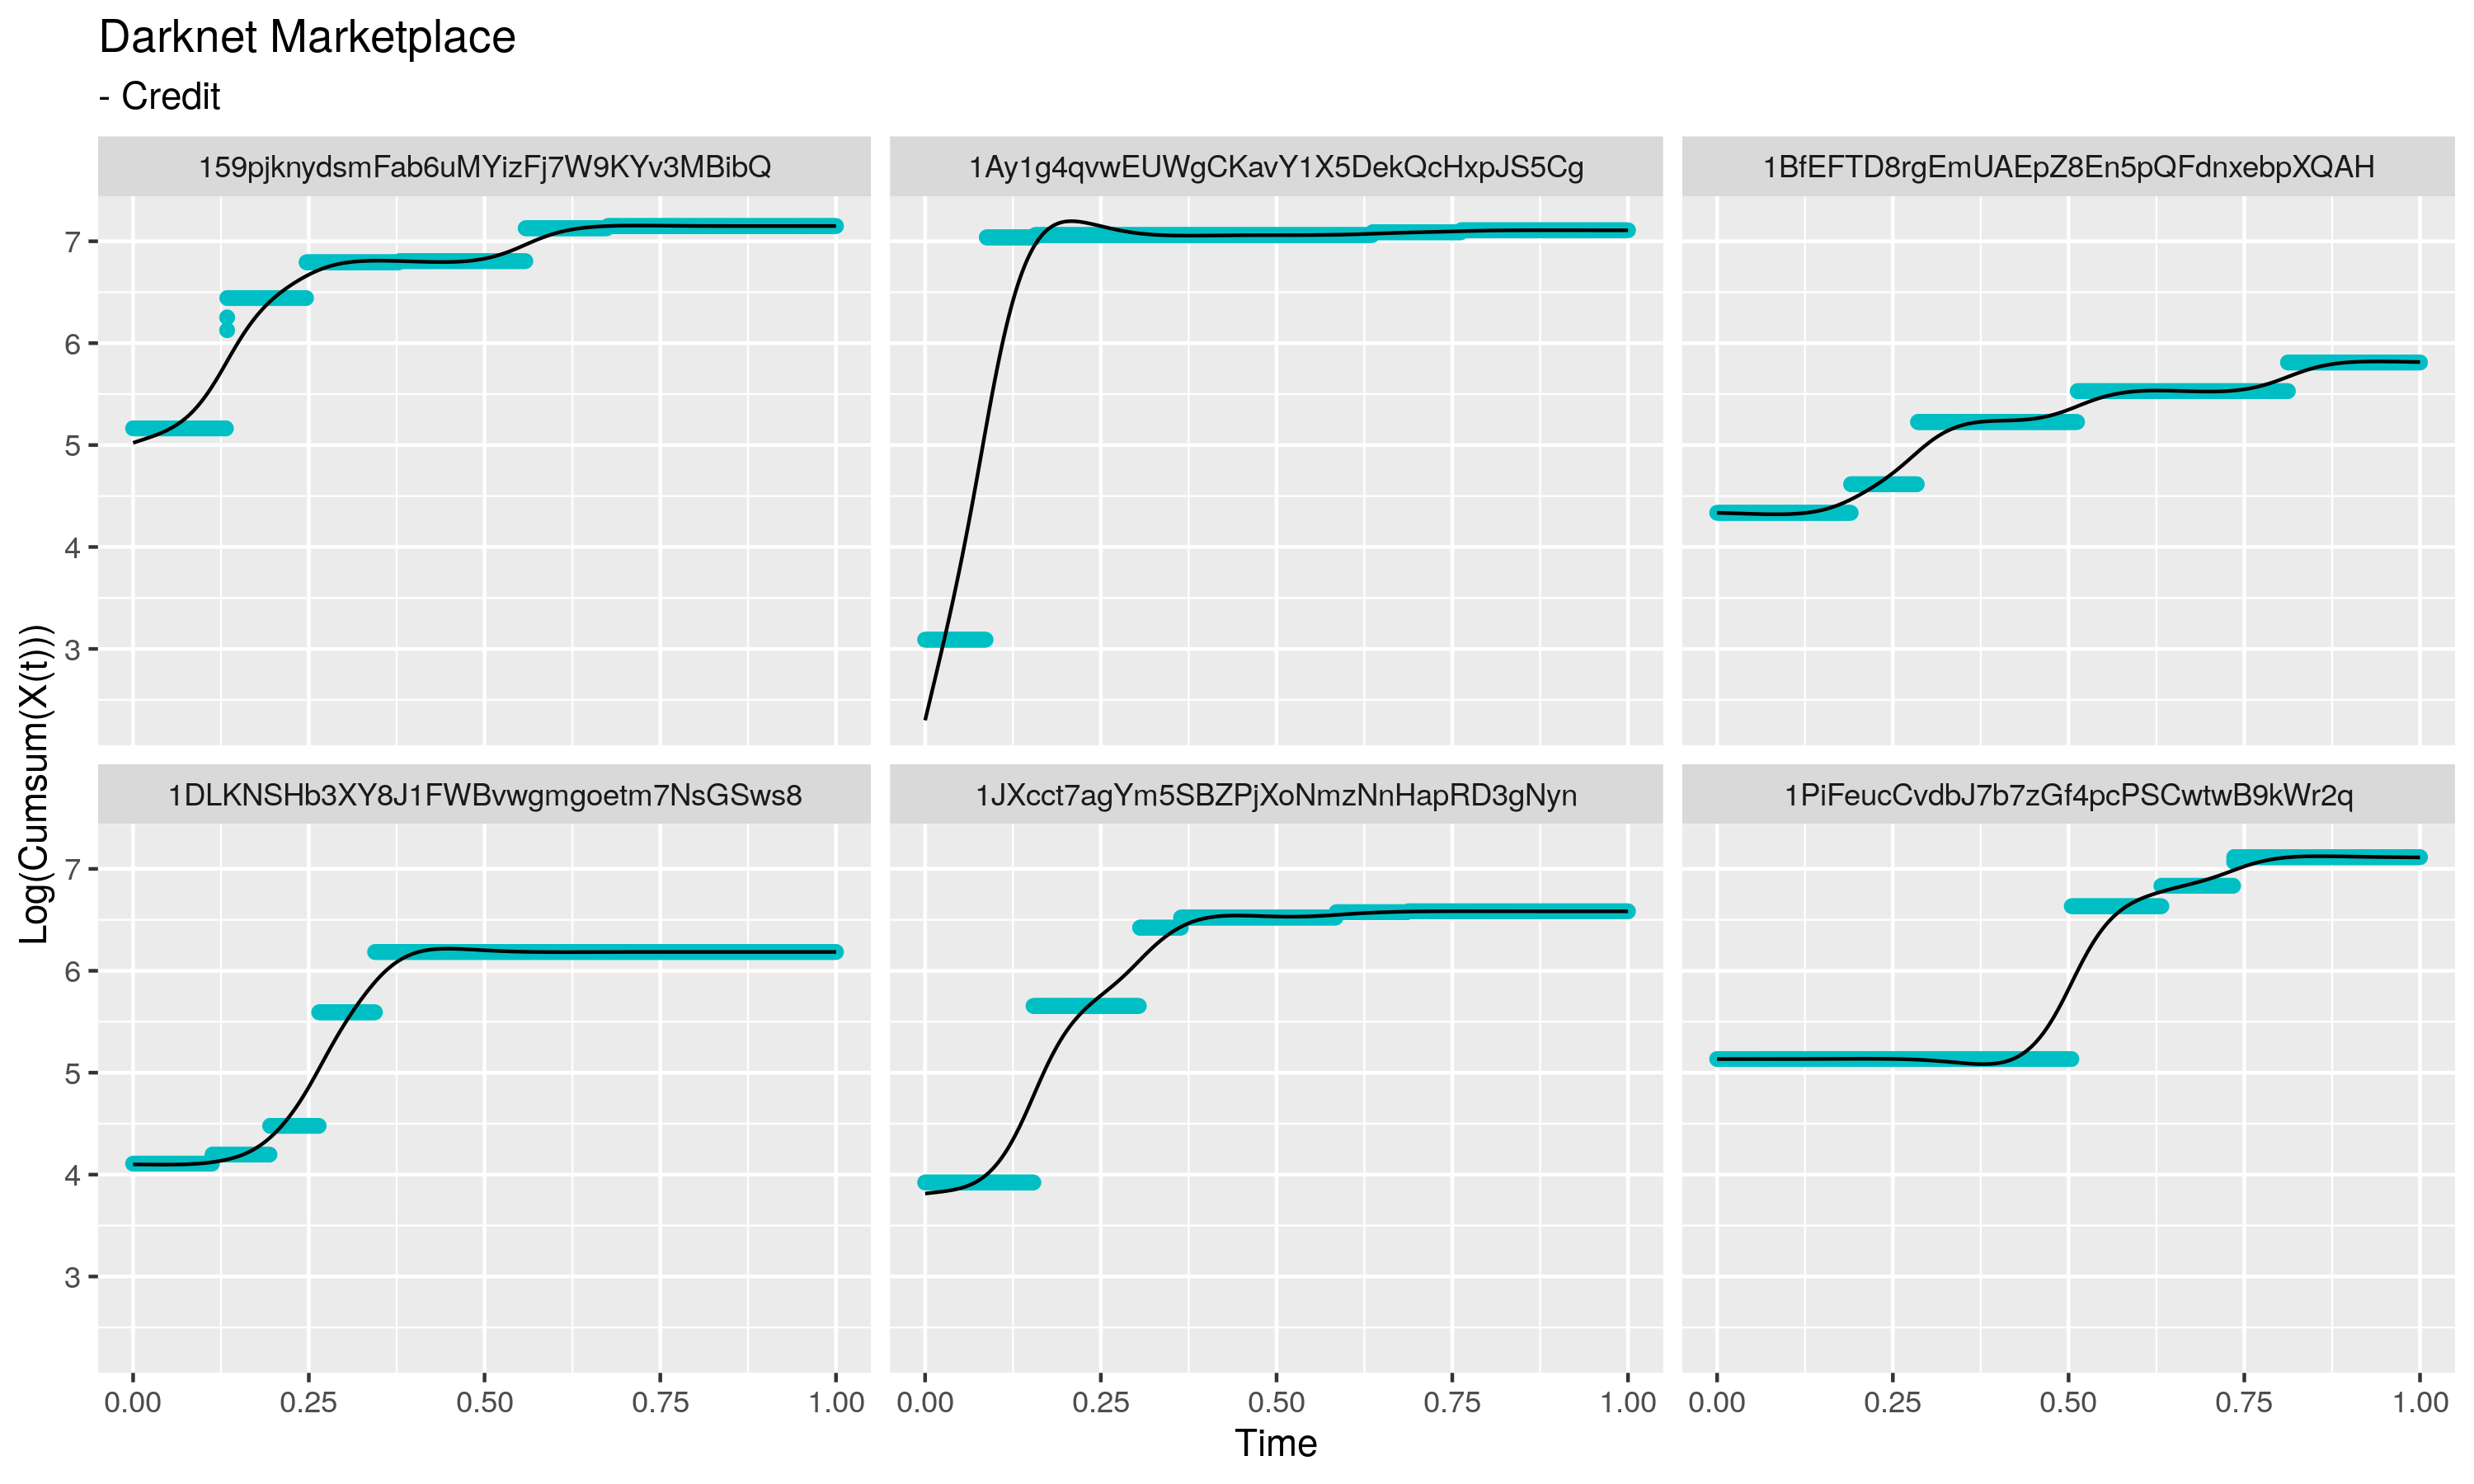 Darknet Marketplace
- Credit
159pjknydsmFab6uMYizFj7W9KYv3MBibQ
1Ay1g4qvwEUWgCKavY1X5DekQcHxpJS5Cg
1BfEFTD8rgEmUAEpZ8En5pQFdnxebpXQAH
7
6
5
4
3
Log(Cumsum(X(t)))
1DLKNSHb3XY8J1FWBvwgmgoetm7NsGSws8
1JXcct7agYm5SBZPjXoNmzNnHapRD3gNyn
1PiFeucCvdbJ7b7zGf4pcPSCwtwB9kWr2q
7
6
5
4
3
0.00 0.25 0.50 0.75 1.00
0.00 0.25 0.50 0.75 1.00
0.00 0.25 0.50 0.75 1.00
Time